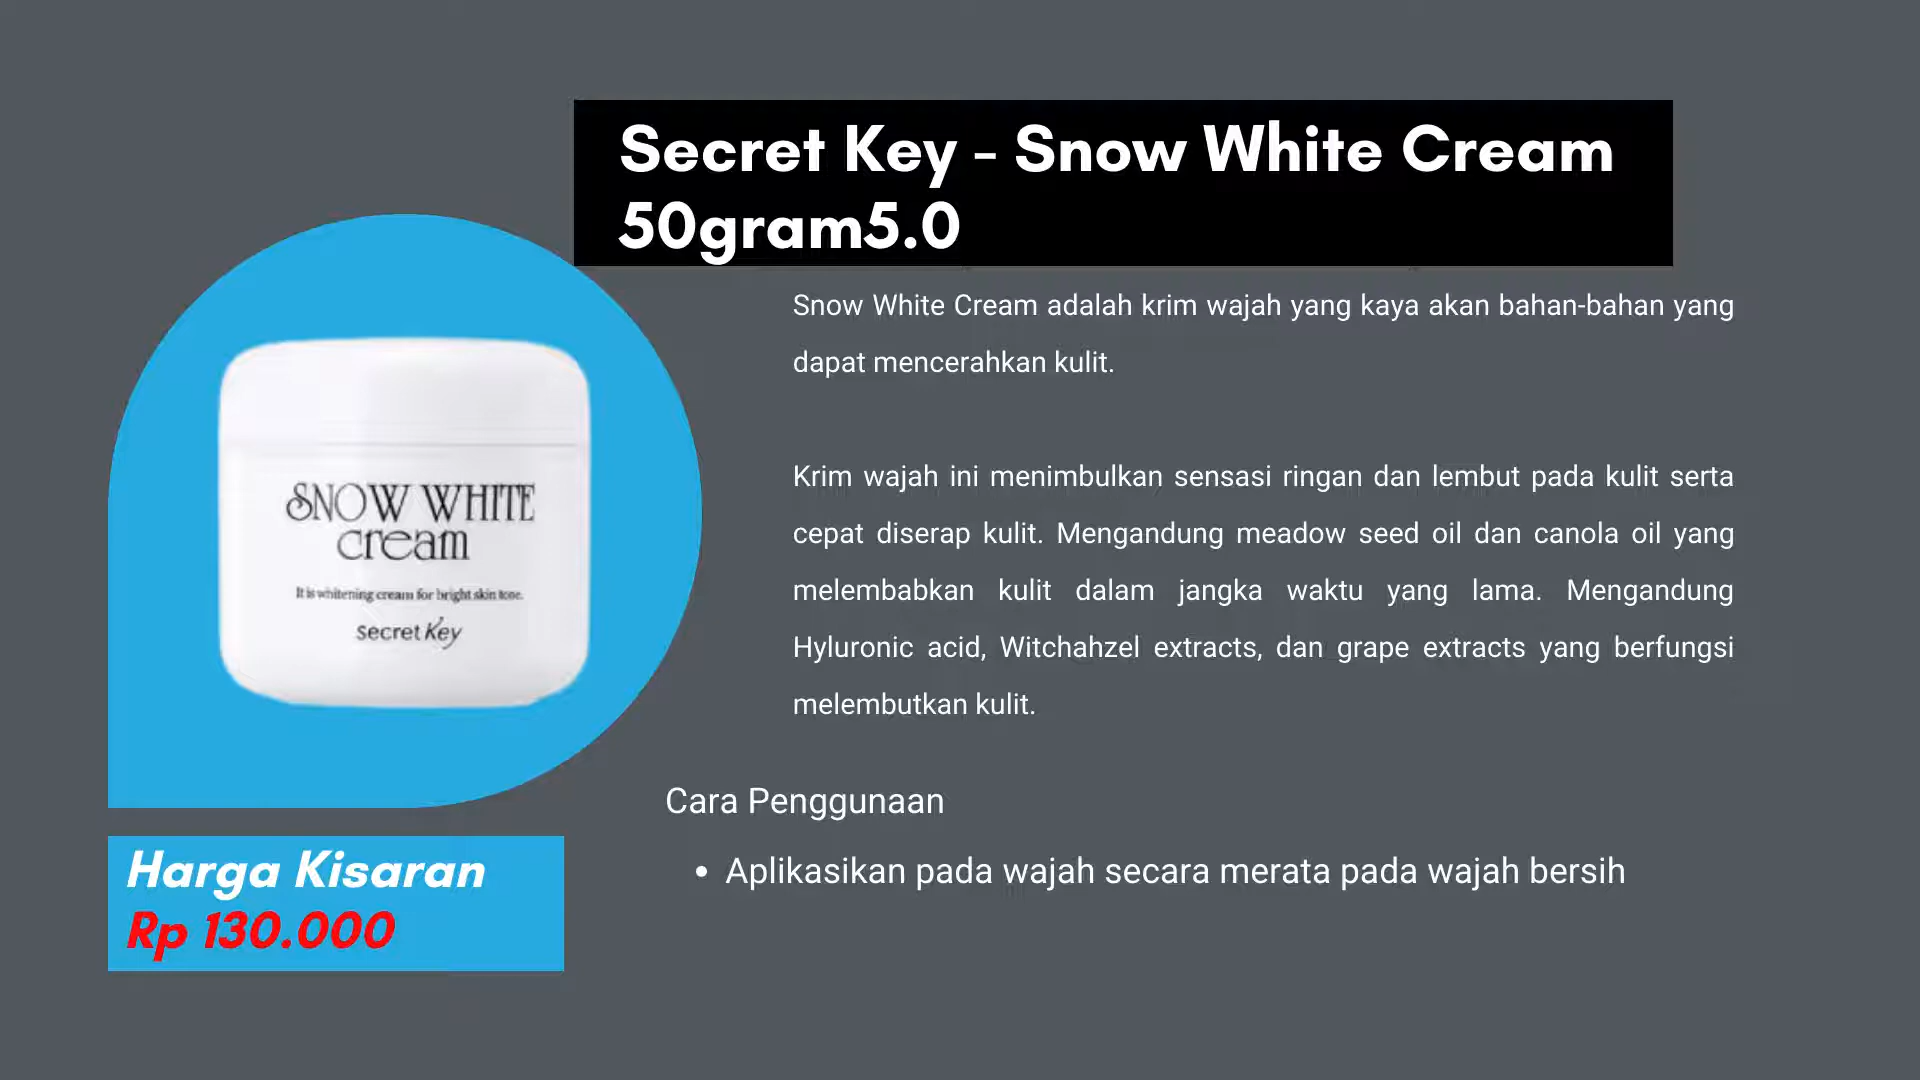 Secret Key - Snow White Cream
50gram5.0
Snow White Cream adalah krim wajah yang kaya akan bahan-bahan yang
dapat mencerahkan kulit.
Krim wajah ini menimbulkan sensasi ringan dan lembut pada kulit serta
cepat diserap kulit. Mengandung meadow seed oil dan canola oil yang
melembabkan kulit dalam jangka waktu yang lama. Mengandung
Hyluronic acid, Witchahzel extracts, dan grape extracts yang berfungsi
melembutkan kulit.
SNOW WHITE
cream
It is whitening cream for bright skin tone.
Secret Key
Cara Penggunaan
• Aplikasikan pada wajah secara merata pada wajah bersih
Harga Kisaran
Rp 130.000